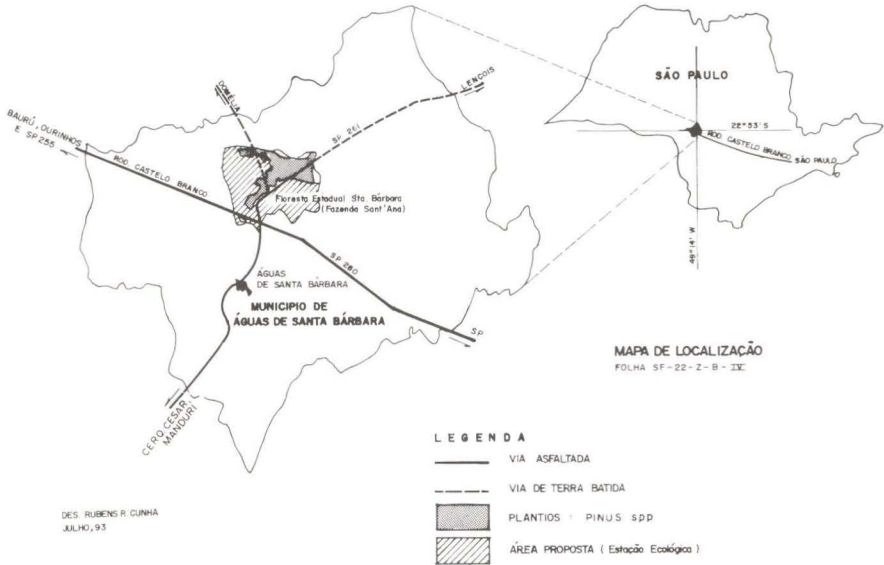 DOMÉLIA
LENÇOIS
SP. 261
BAURÚ, OURINHOS
E SP.255
ROD. CASTELO BRANCO
Floresta Estadual Sta. Bárbara
(Fazenda Sant'Ana)
SP. 280
ÁGUAS
DE SANTA BÁRBARA
MUNICIPIO DE
ÁGUAS DE SANTA BÁRBARA
SP
CERQ. CESAR,
MANDURI
SÃO PAULO
2E° 53'S
ROD. CASTELO BRANCO
SÃO PAULO
49° 14' W
MAPA DE LOCALIZAÇÃO
FOLHA SF-22-Z-B-IV
LEGENDA
VIA ASFALTADA
VIA DE TERRA BATIDA
PLANTIOS PINUS spp
ÁREA PROPOSTA ( Estação Ecológica )
DES. RUBENS R. CUNHA
JULHO, 93